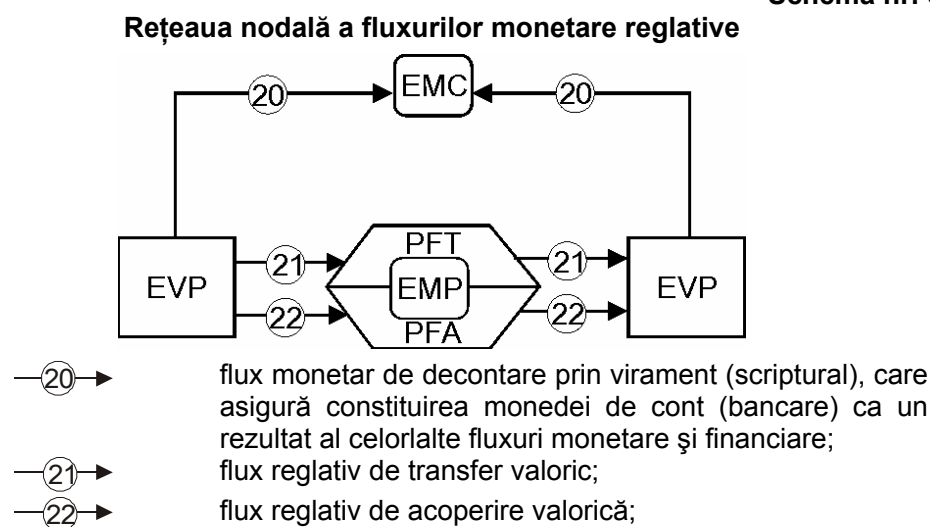 Rețeaua nodală a fluxurilor monetare reglative
20 EMC 20
PFT
21 21
EVP EMP EVP
22 22
PFA
20 flux monetar de decontare prin virament (scriptural), care
asigură constituirea monedei de cont (bancare) ca un
rezultat al celorlalte fluxuri monetare şi financiare;
21 flux reglativ de transfer valoric;
22 flux reglativ de acoperire valorică;